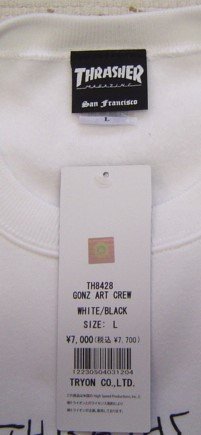 THRASHER
MAGAZINE
San Francisco
L
TH8428
GONZ ART CREW
WHITE/BLACK
SIZE: L
¥7,000(税込 ¥7,700)
12230504031204
TRYON CO.,LTD.